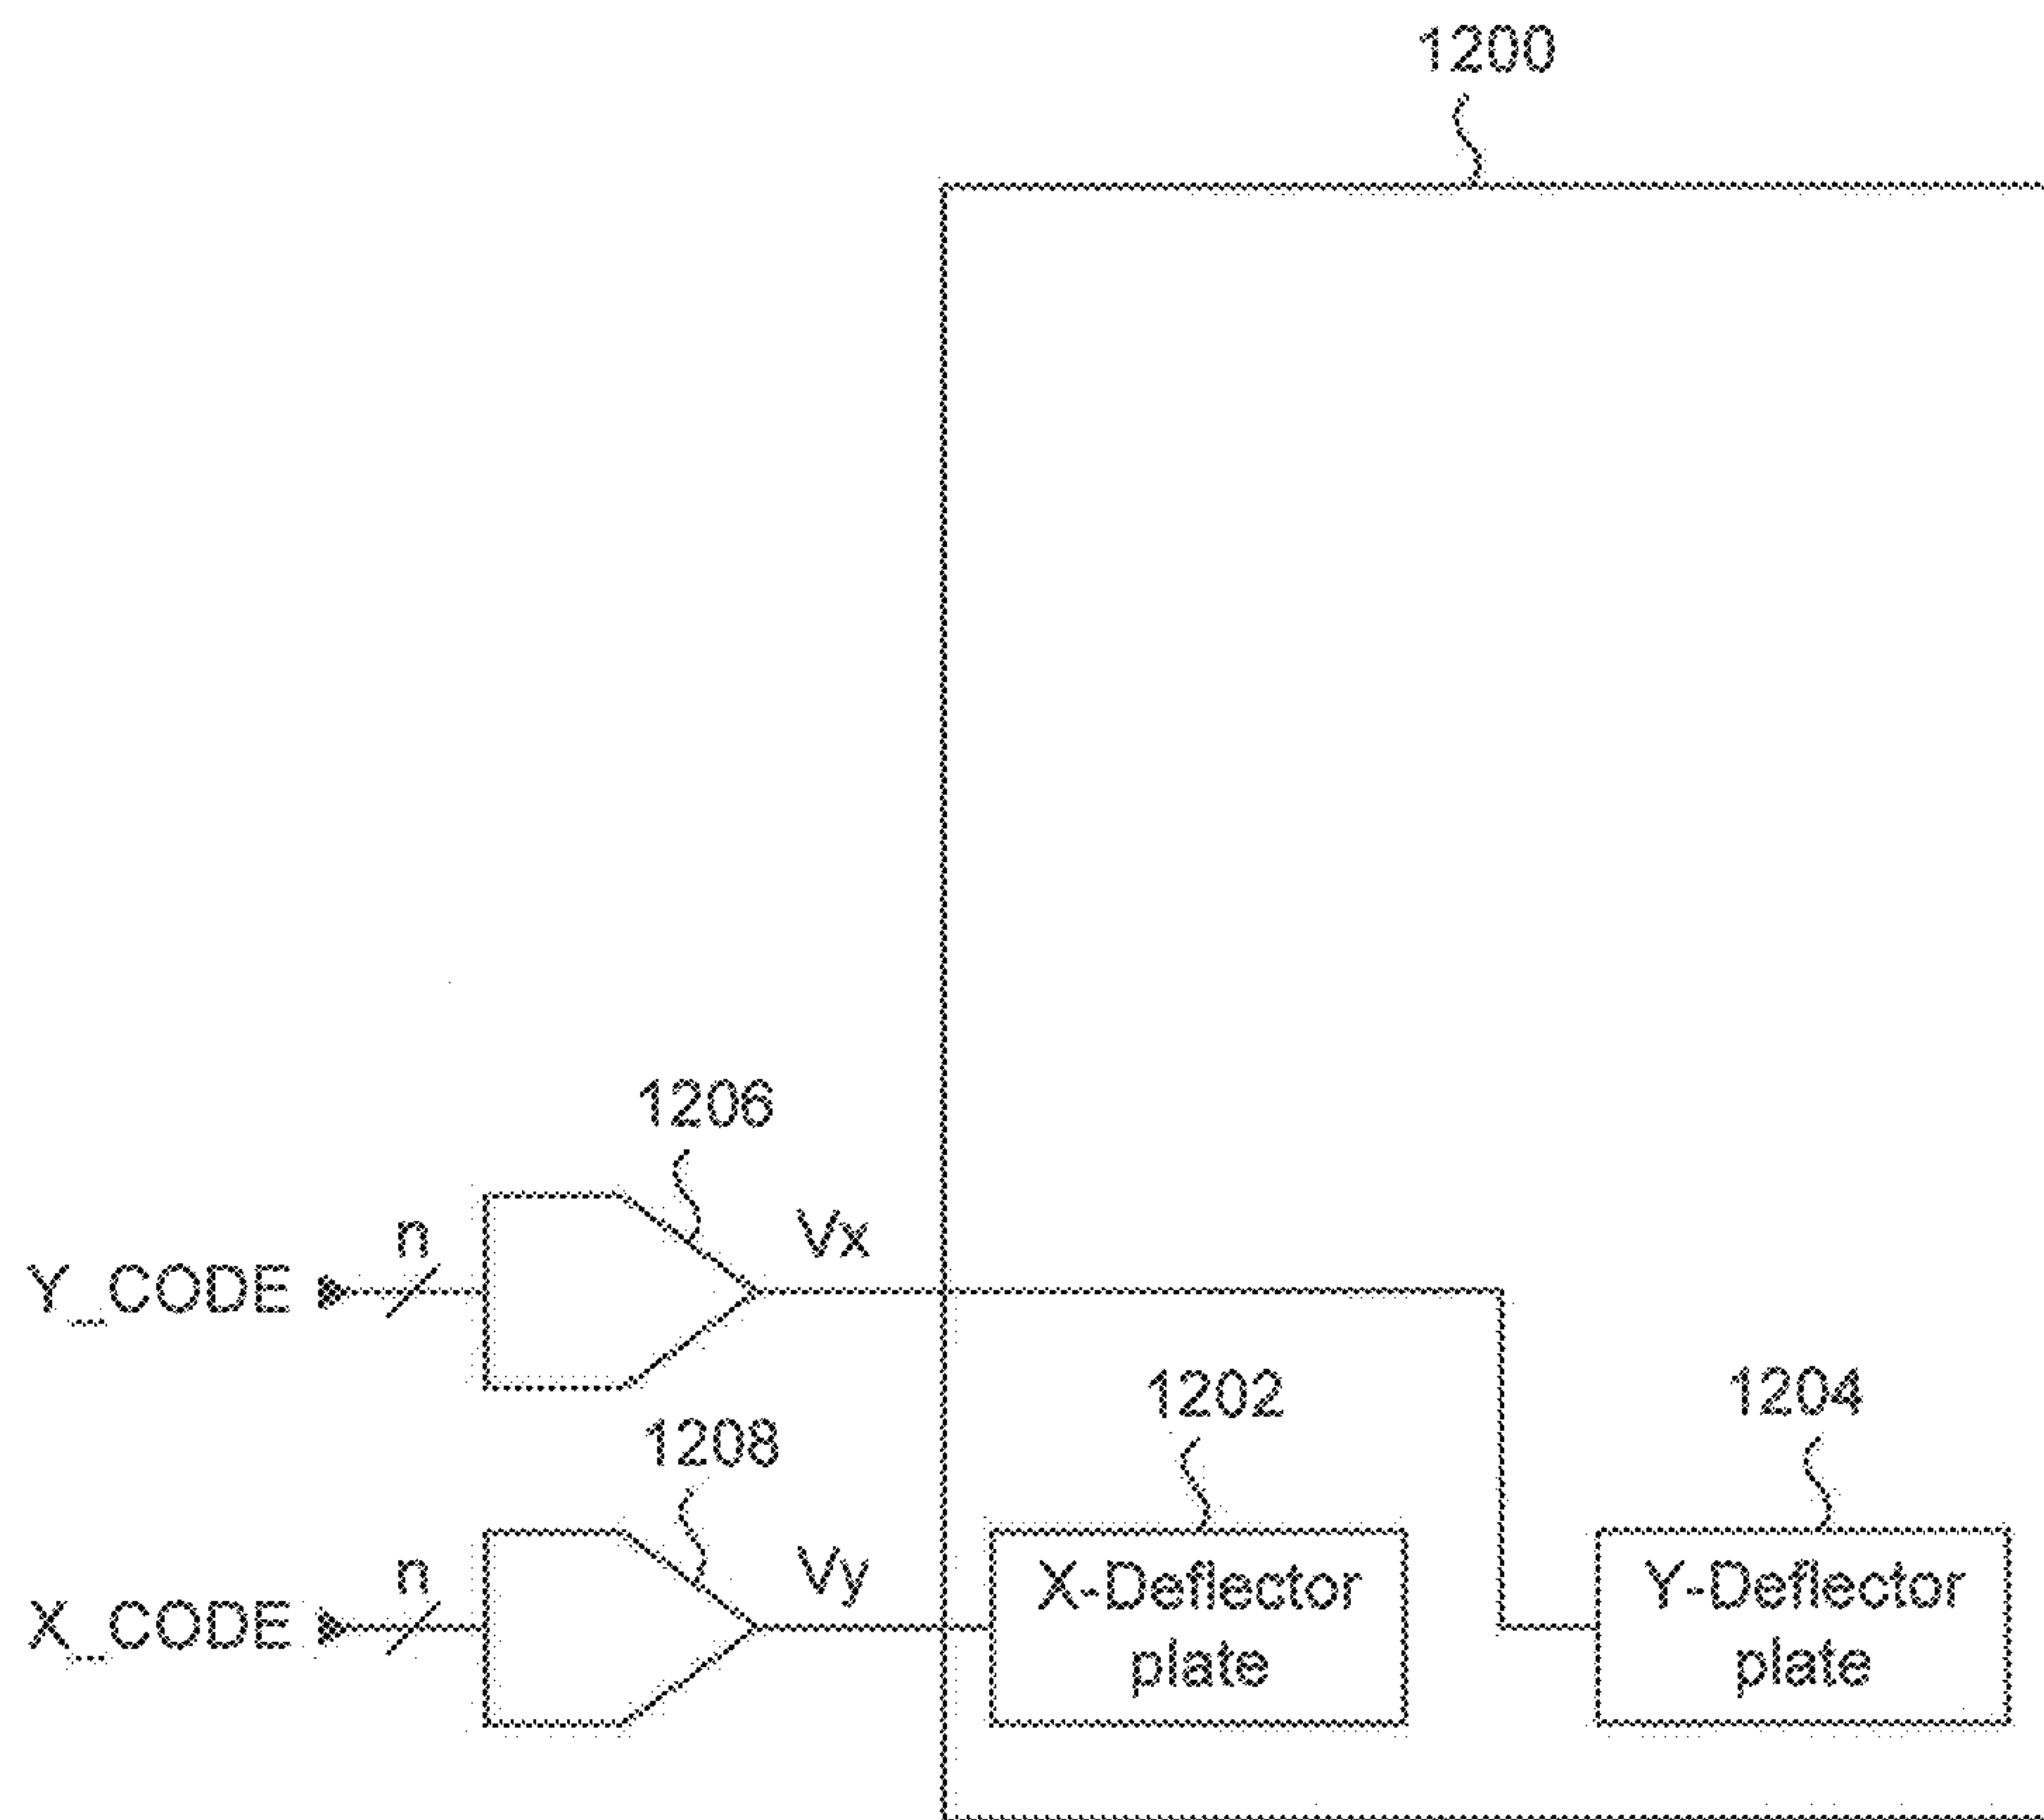 1200
1206
n
Vx
Y_CODE
1202
1204
1208
n
Vy
X-Deflector
plate
Y-Deflector
plate
X_CODE